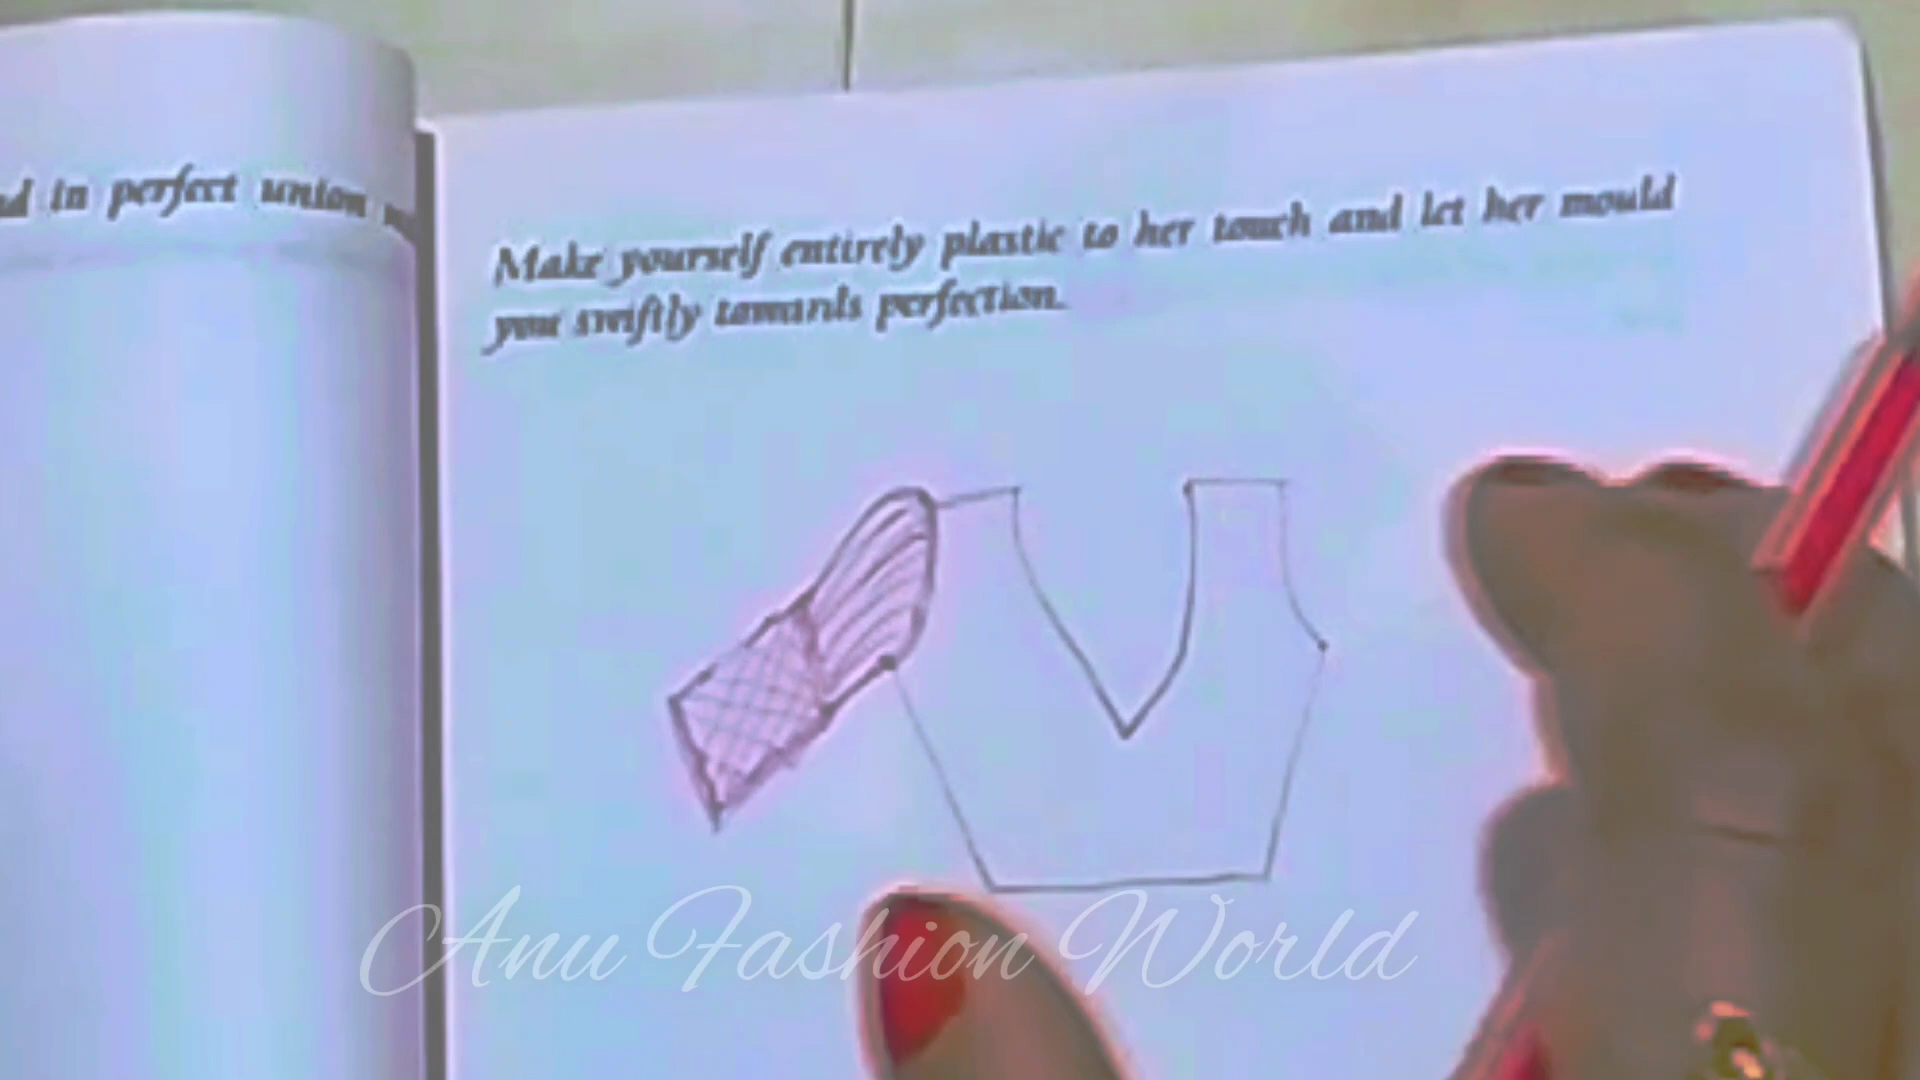 in perfect union
Make yourself entirely plastic to her touch and let her mould
you swiftly towards perfection.
Anu Fashion World